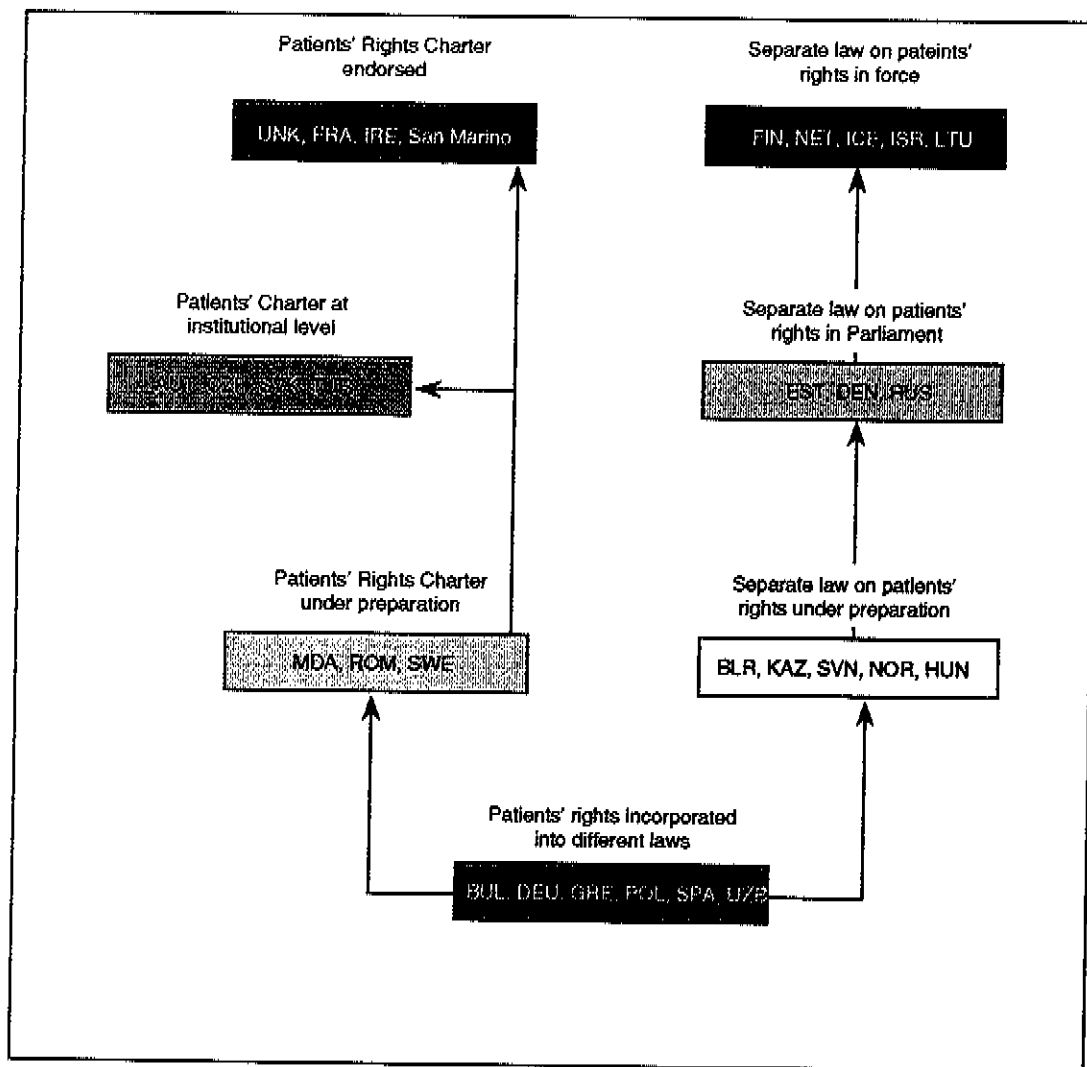 Patients' Rights Charter
endorsed
UNK, FRA, IRE, San Marino
Separate law on pateints'
rights in force
FIN, NET, ICE, ISR, LTU
Patients' Charter at
institutional level
Separate law on patients'
rights in Parliament
EST, DEN, RUS
Patients' Rights Charter
under preparation
MDA, ROM, SWE
Separate law on patients'
rights under preparation
BLR, KAZ, SVN, NOR, HUN
Patients' rights incorporated
into different laws
BUL, DEU, GRE, POL, SPA, UZB